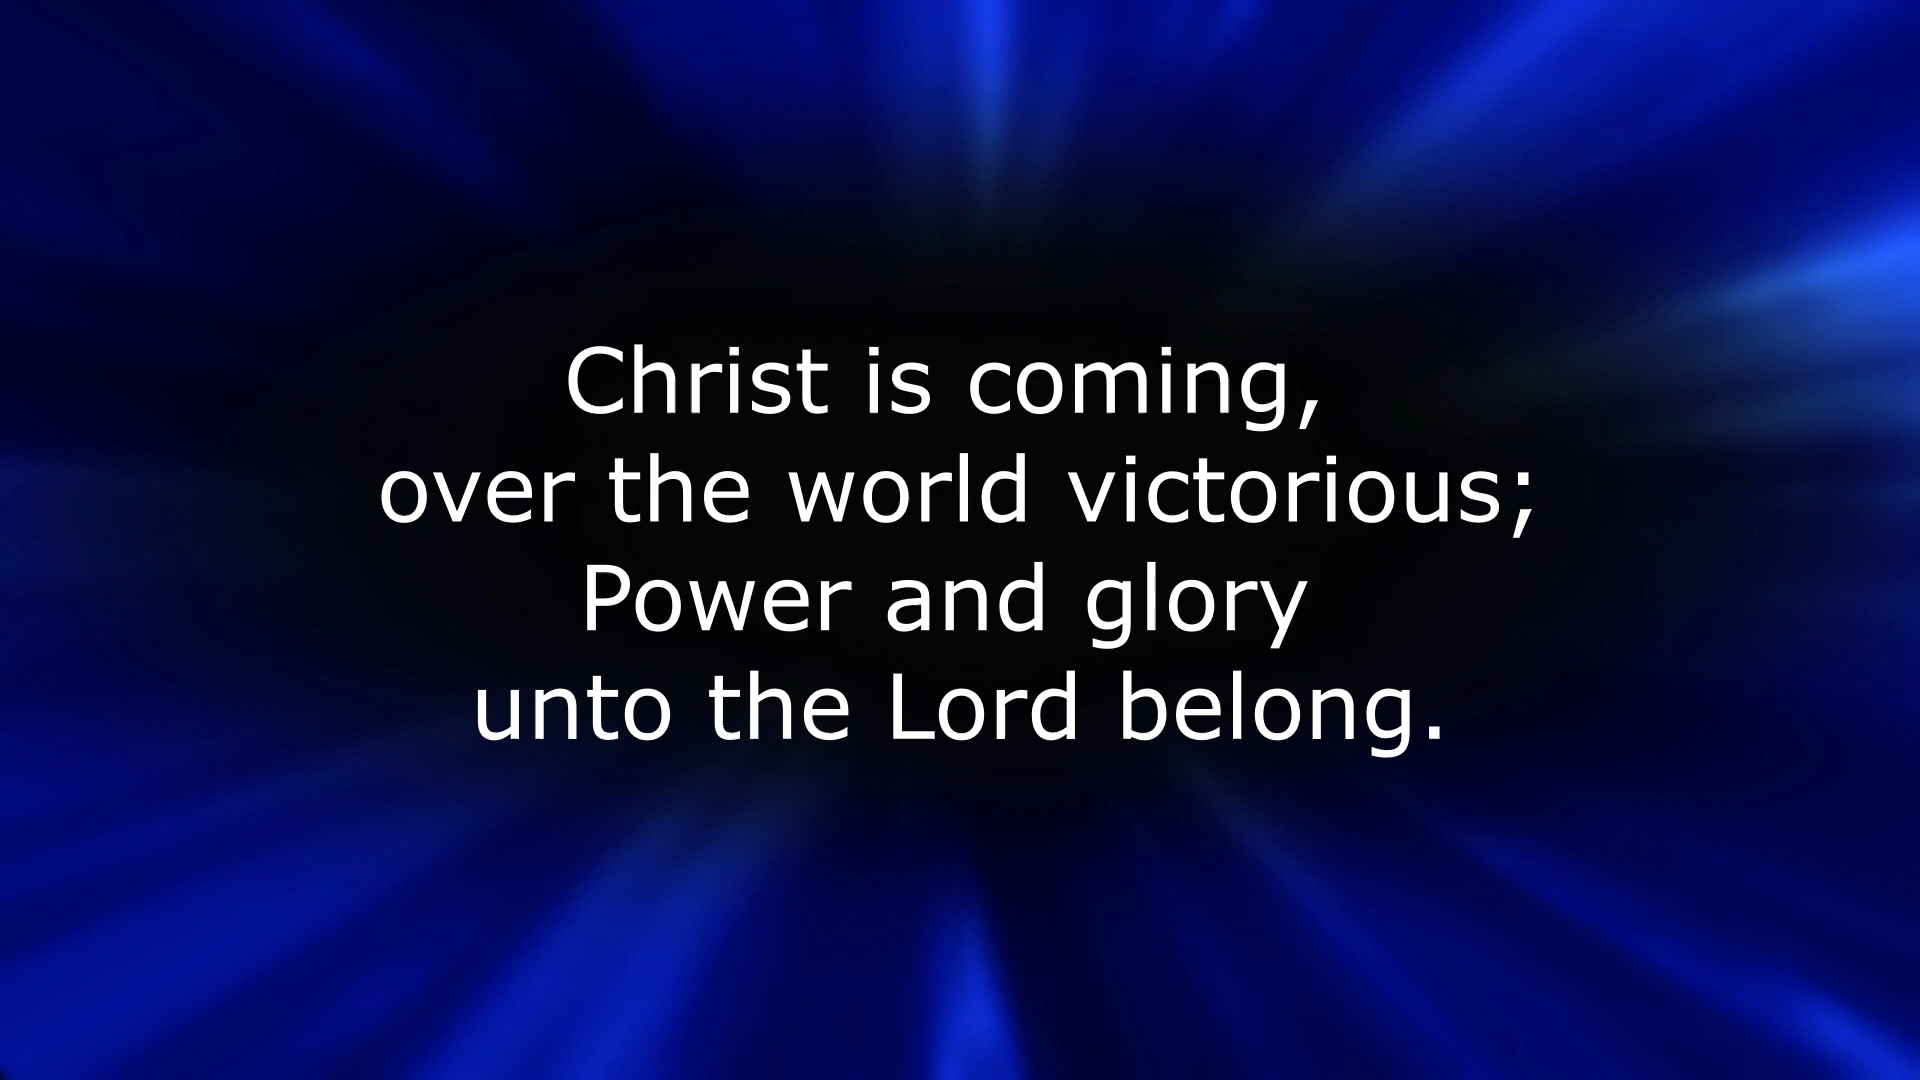 Christ is coming,
over the world victorious;
Power and glory
unto the Lord belong.